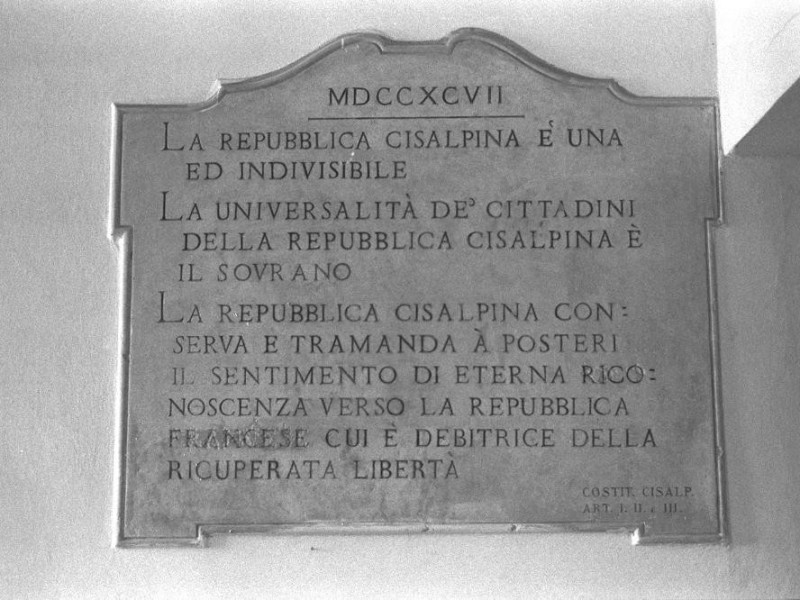 MDCCXCVII
LA REPUBBLICA CISALPINA É UNA
ED INDIVISIBILE
LA UNIVERSALITÀ DE' CITTADINI
DELLA REPUBBLICA CISALPINA È
IL SOVRANO
LA REPUBBLICA CISALPINA CON=
SERVA E TRAMANDA À POSTERI
IL SENTIMENTO DI ETERNA RICO=
NOSCENZA VERSO LA REPUBBLICA
FRANCESE CUI È DEBITRICE DELLA
RICUPERATA LIBERTÀ
COSTIT. CISALP.
ART. I. II. e III.